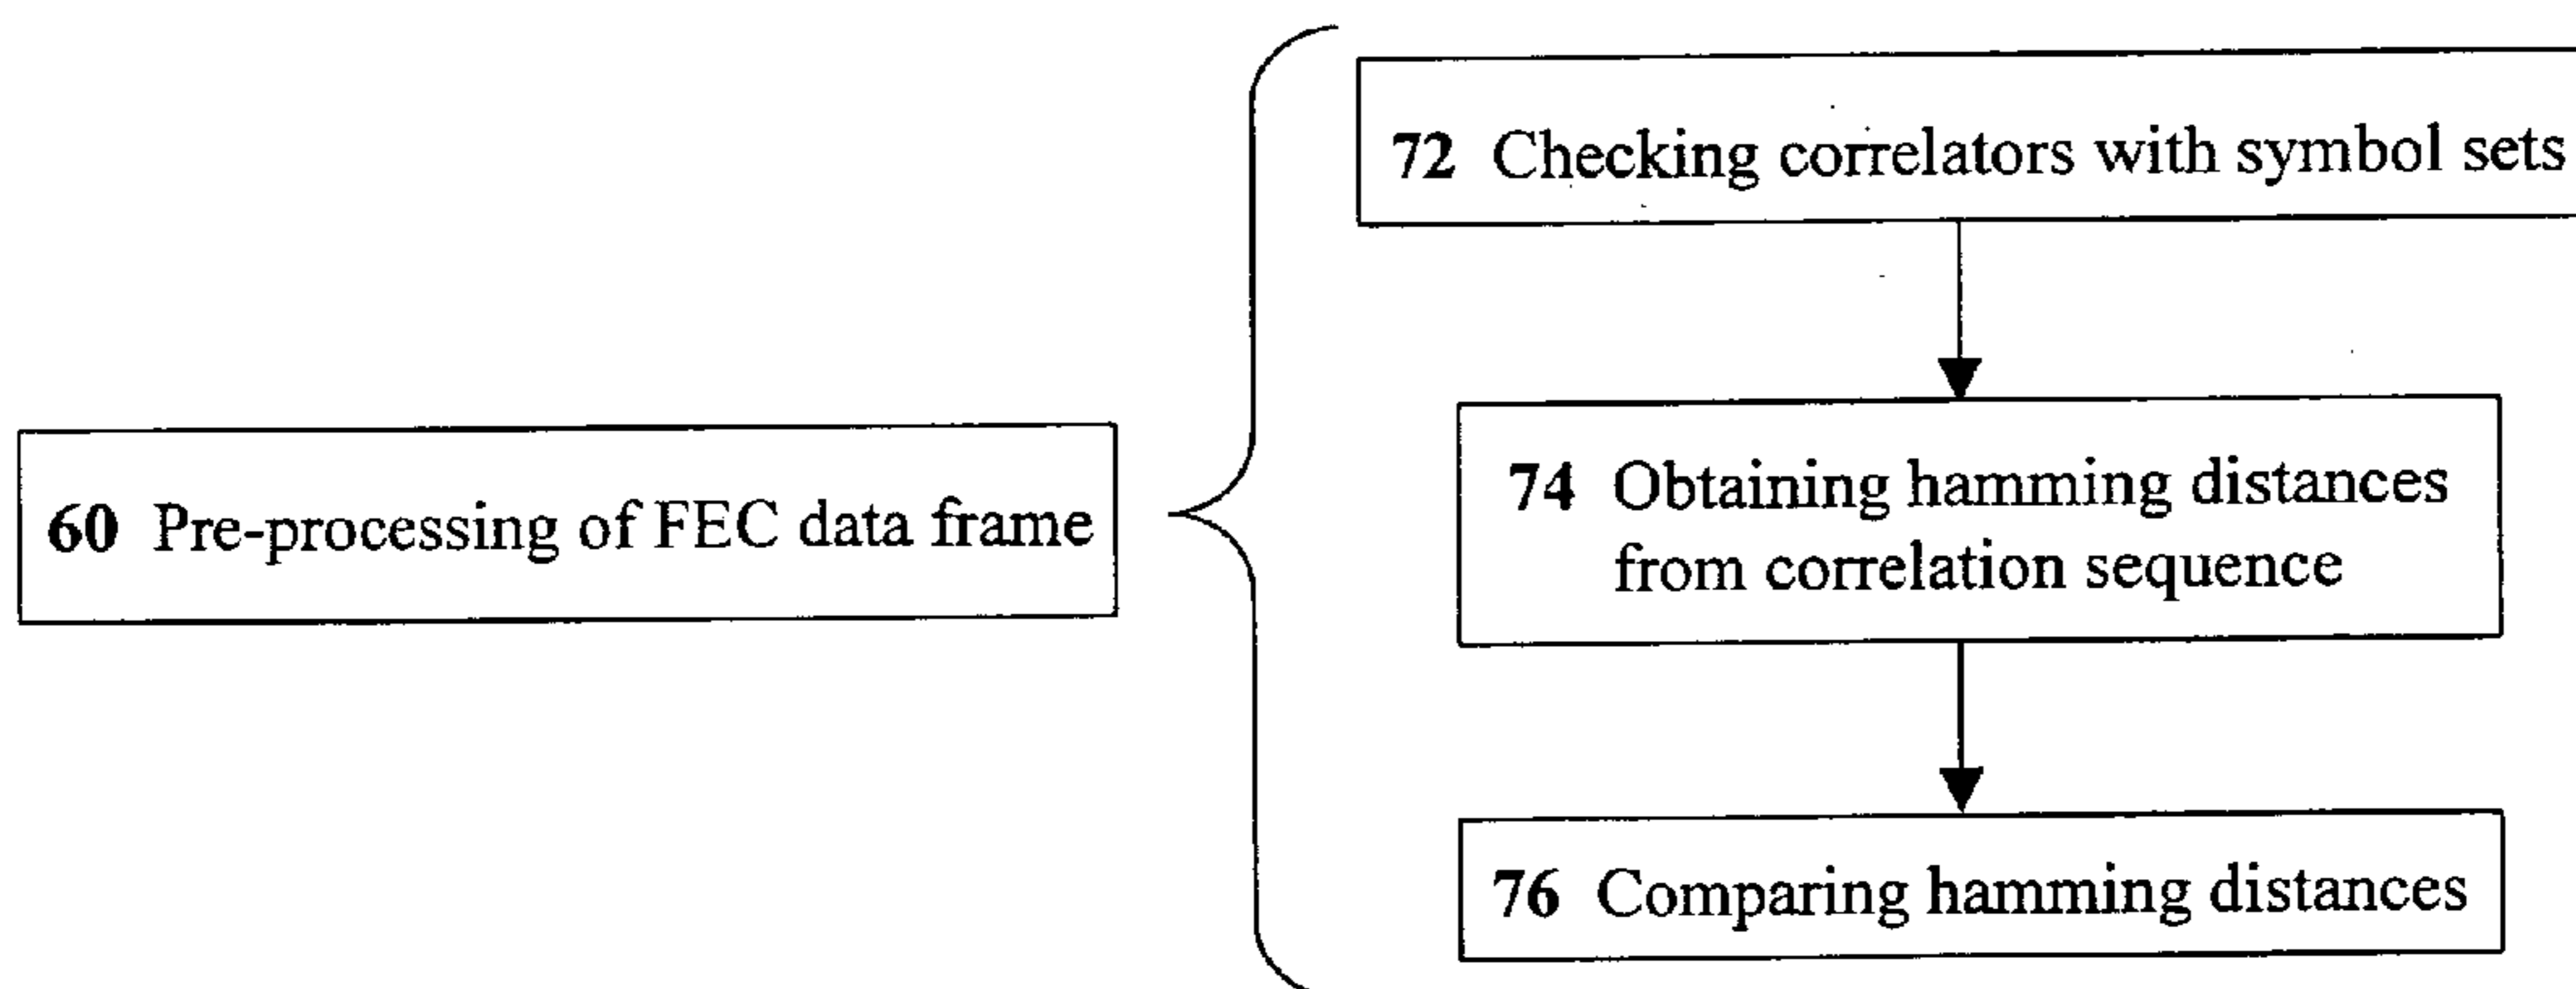 72 Checking correlators with symbol sets
60 Pre-processing of FEC data frame
74 Obtaining hamming distances
from correlation sequence
76 Comparing hamming distances